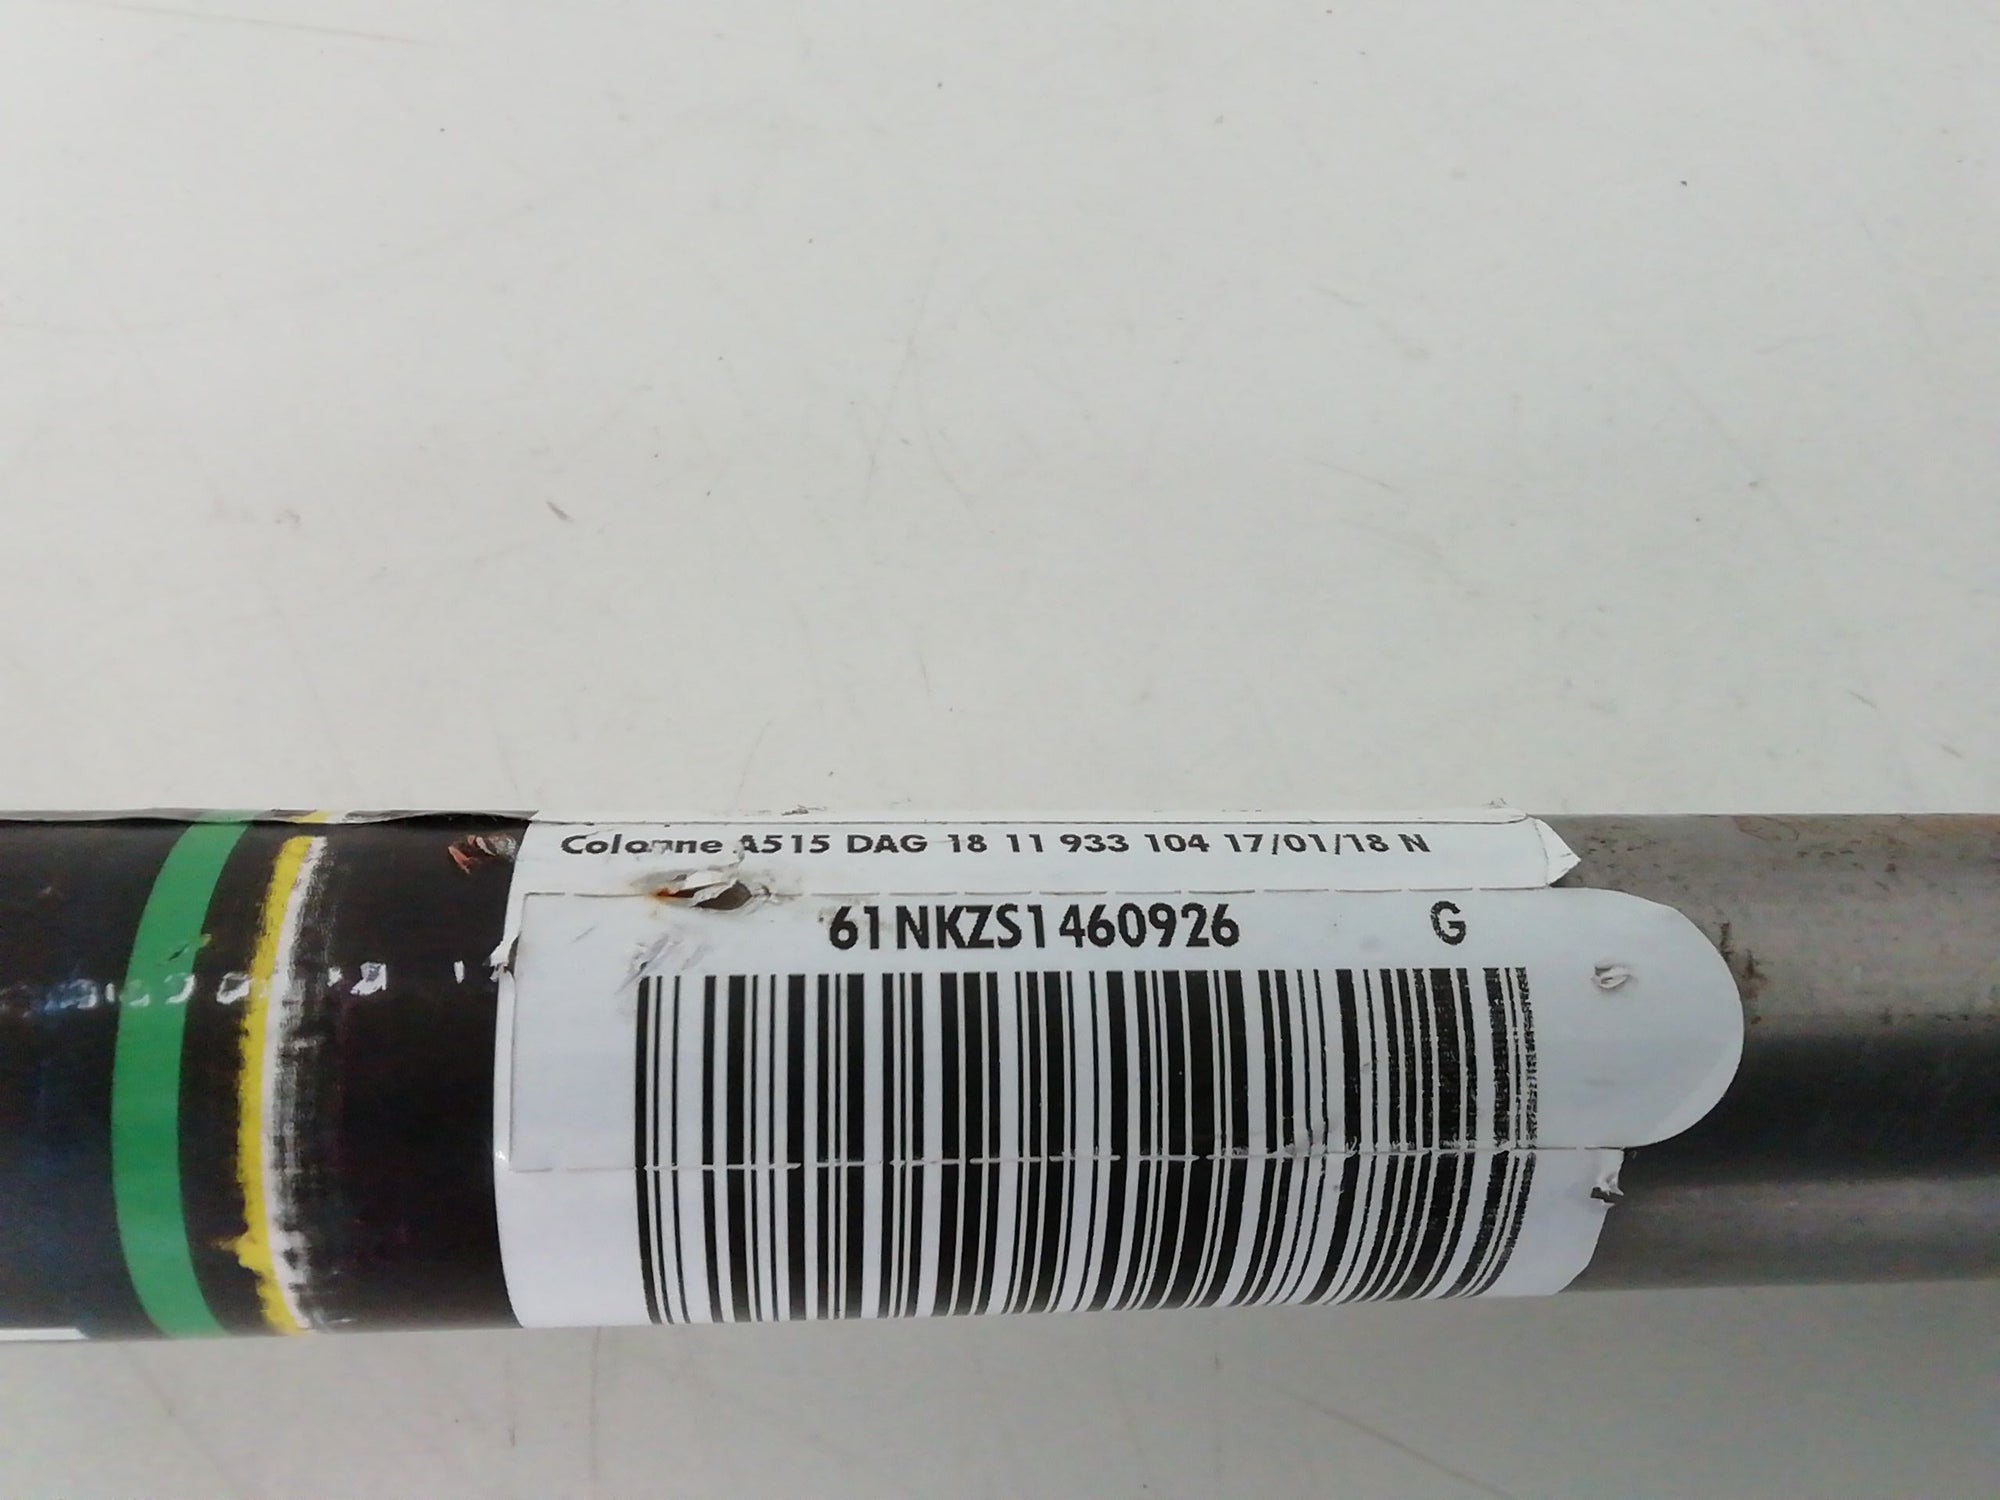 Colonne A515 DAG 18 11 933 104 17/01/18 N
61NKZS1460926 G